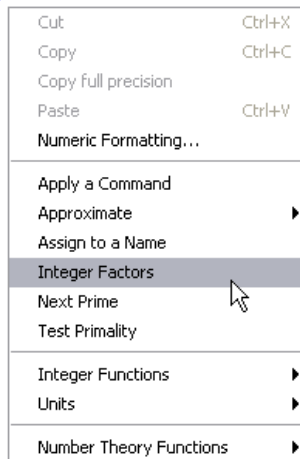 Cut Ctrl+X
Copy Ctrl+C
Copy full precision
Paste Ctrl+V
Numeric Formatting...
Apply a Command
Approximate
Assign to a Name
Integer Factors
Next Prime
Test Primality
Integer Functions
Units
Number Theory Functions